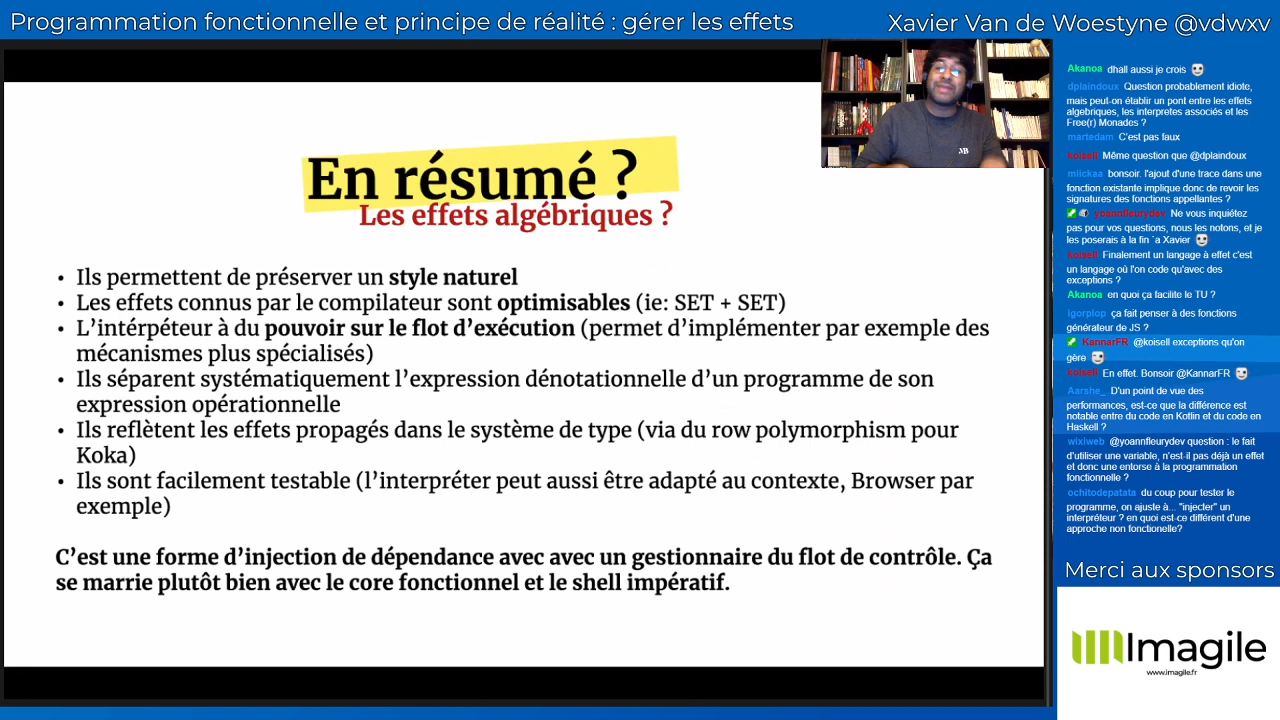 Programmation fonctionnelle et principe de réalité : gérer les effets
Xavier Van de Woestyne @vdwxv
En résumé ?
Les effets algébriques ?
• Ils permettent de préserver un style naturel
• Les effets connus par le compilateur sont optimisables (ie: SET + SET)
• L'intérpéteur à du pouvoir sur le flot d'exécution (permet d'implémenter par exemple des
mécanismes plus spécialisés)
• Ils séparent systématiquement l'expression dénotationnelle d'un programme de son
expression opérationnelle
• Ils reflètent les effets propagés dans le système de type (via du row polymorphism pour
Koka)
• Ils sont facilement testable (l'interpréter peut aussi être adapté au contexte, Browser par
exemple)
C'est une forme d'injection de dépendance avec avec un gestionnaire du flot de contrôle. Ça
se marrie plutôt bien avec le core fonctionnel et le shell impératif.
Akanoa dhall aussi je crois
dplaindoux Question probablement idiote,
mais peut-on établir un pont entre les effets
algebriques, les interpretes associés et les
Free(r) Monades ?
martedam C'est pas faux
koisell Même question que @dplaindoux
miickaa bonsoir. l'ajout d'une trace dans une
fonction existante implique donc de revoir les
signatures des fonctions appellantes ?
yoannfleurydev Ne vous inquiétez
pas pour vos questions, nous les notons, et je
les poserais à la fin `a Xavier
koisell Finalement un langage à effet c'est
un langage où l'on code qu'avec des
exceptions ?
Akanoa en quoi ça facilite le TU ?
igorplop ça fait penser à des fonctions
générateur de JS ?
KannarFR @koisell exceptions qu'on
gère
koisell En effet. Bonsoir @KannarFR
Aarshe_ D'un point de vue des
performances, est-ce que la différence est
notable entre du code en Kotlin et du code en
Haskell ?
wixiweb @yoannfleurydev question : le fait
d'utiliser une variable, n'est-il pas déjà un effet
et donc une entorse à la programmation
fonctionnelle ?
ochitodepatata du coup pour tester le
programme, on ajuste à... "injecter" un
interpréteur ? en quoi est-ce différent d'une
approche non fonctionelle?
Merci aux sponsors
Imagile
www.imagile.fr